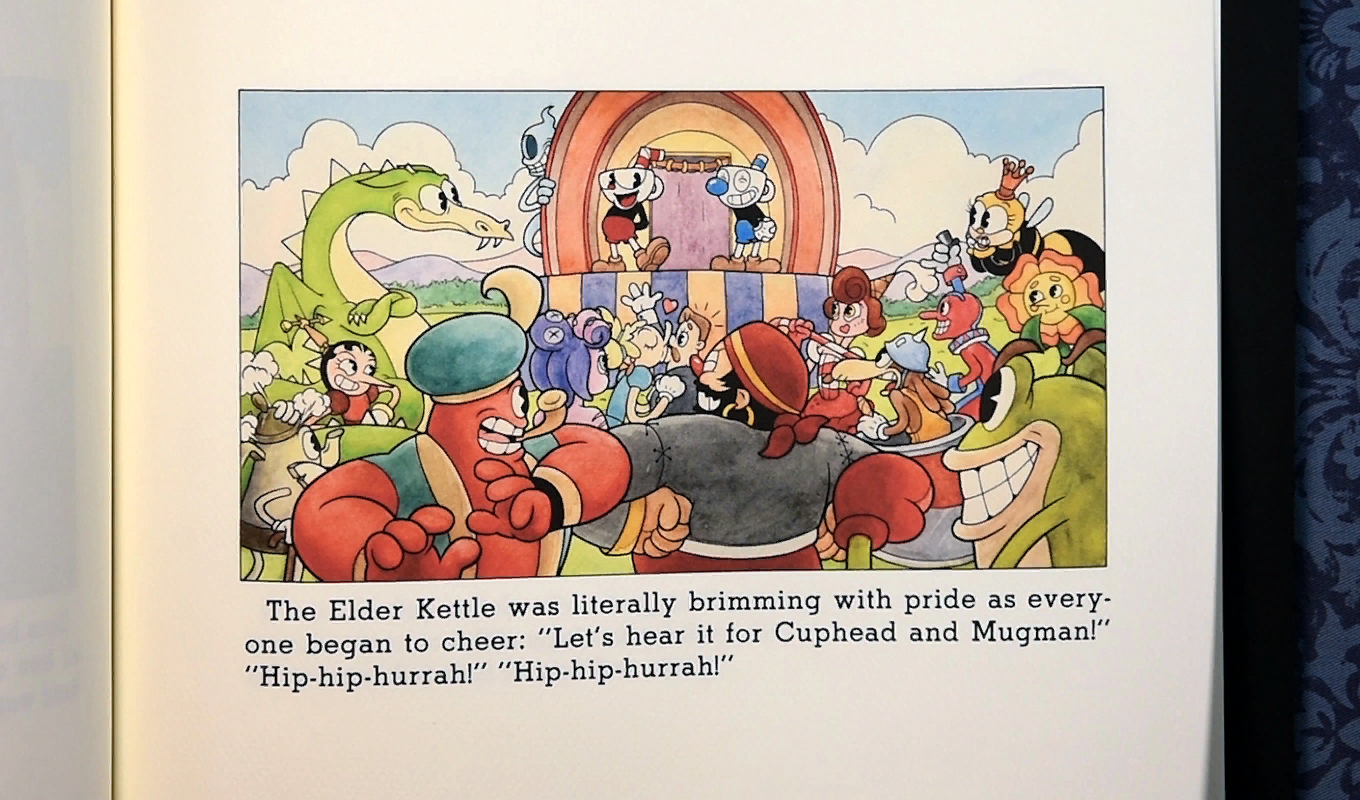 The Elder Kettle was literally brimming with pride as every-
one began to cheer: "Let's hear it for Cuphead and Mugman!"
"Hip-hip-hurrah!" "Hip-hip-hurrah!"